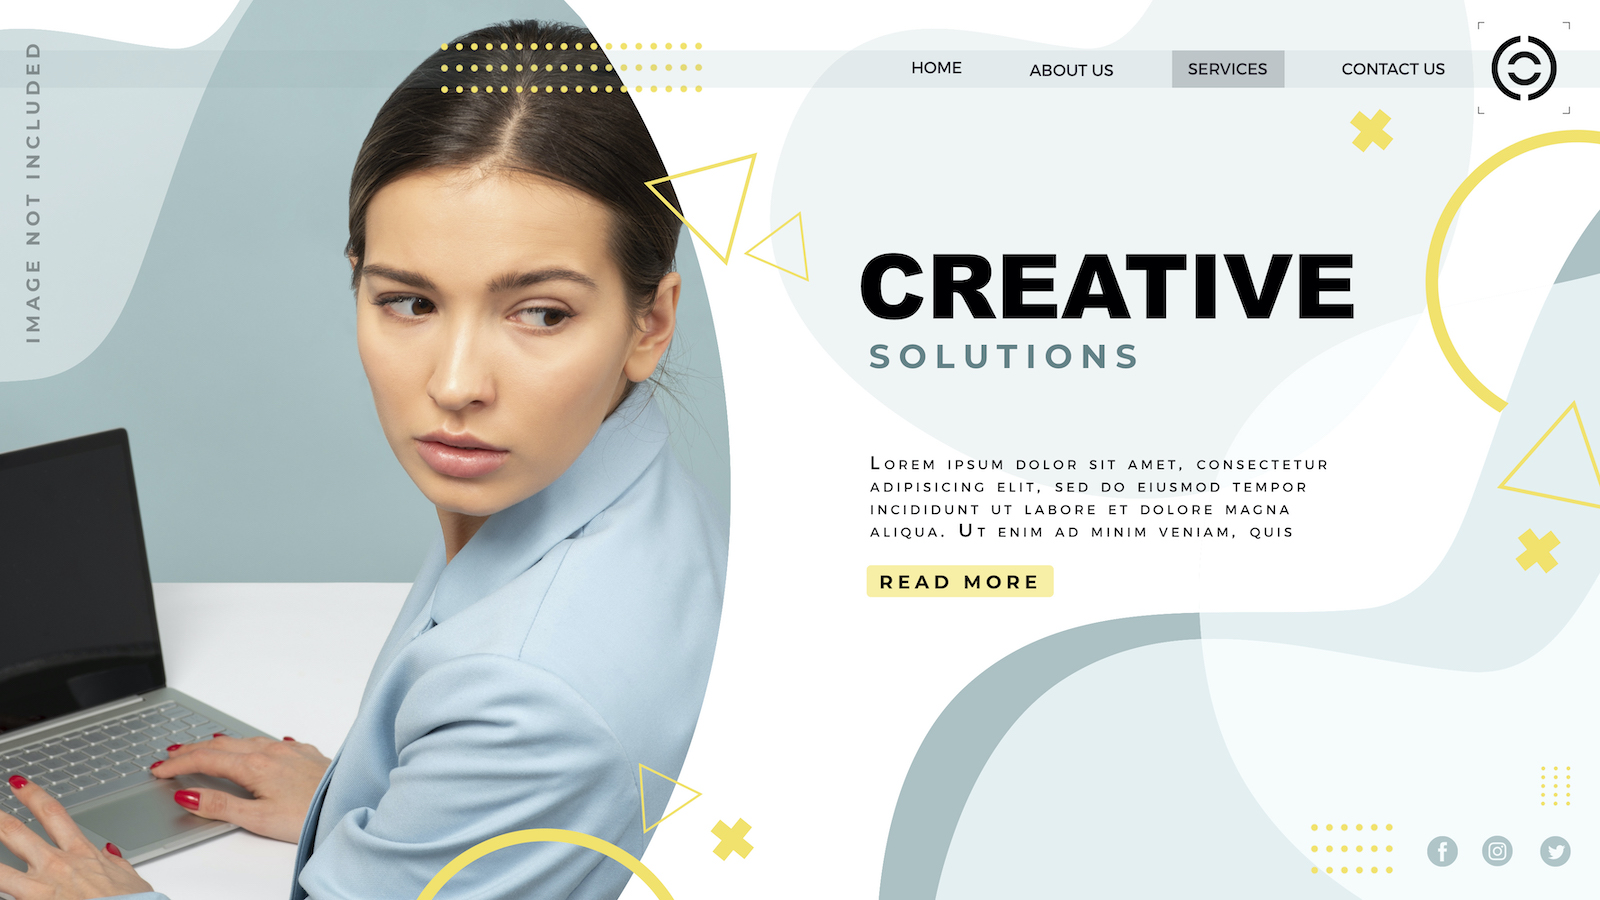 IMAGE NOT INCLUDED
HOME
ABOUT US
SERVICES
CONTACT US
CREATIVE
SOLUTIONS
Lorem ipsum dolor sit amet, consectetur
adipisicing elit, sed do eiusmod tempor
incididunt ut labore et dolore magna
aliqua. Ut enim ad minim veniam, quis
READ MORE